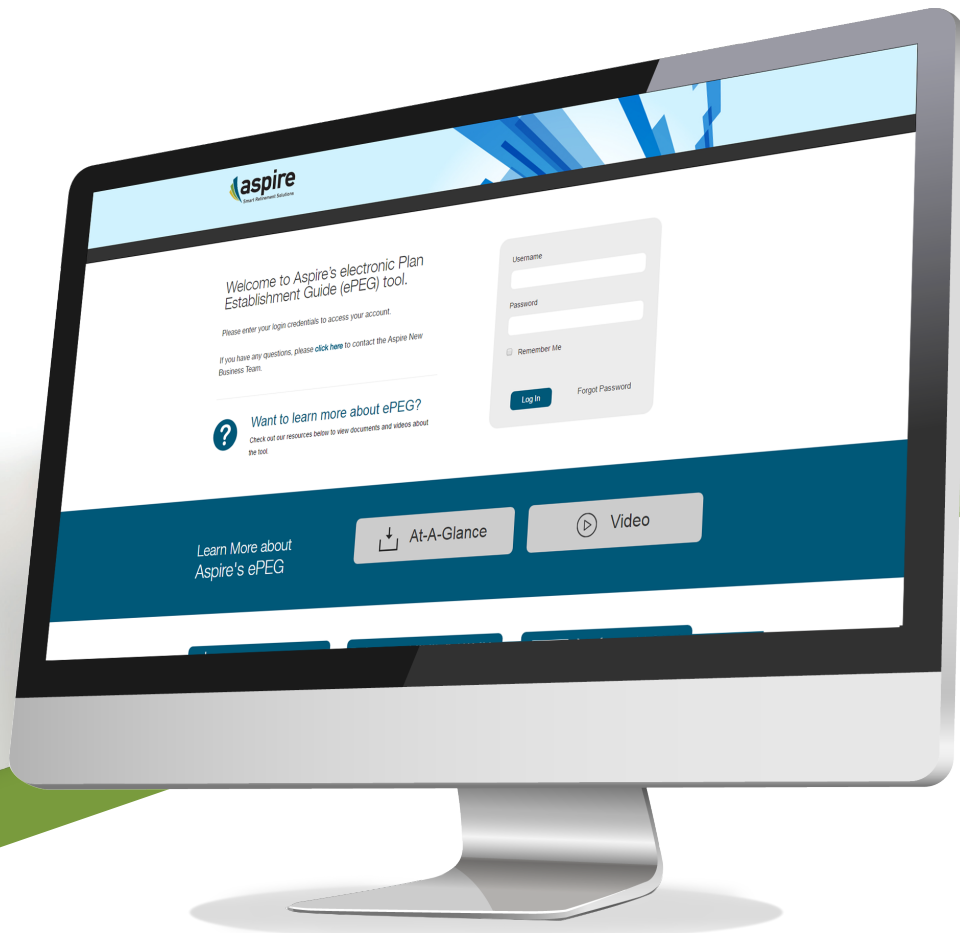 aspire
Smart Retirement Solutions
Welcome to Aspire's electronic Plan
Establishment Guide (ePEG) tool.
Please enter your login credentials to access your account.
If you have any questions, please click here to contact the Aspire New
Business Team.
?
Want to learn more about ePEG?
Check out our resources below to view documents and videos about
the tool.
Username
Password
Remember Me
Log In
Forgot Password
Learn More about
Aspire's ePEG
At-A-Glance
Video